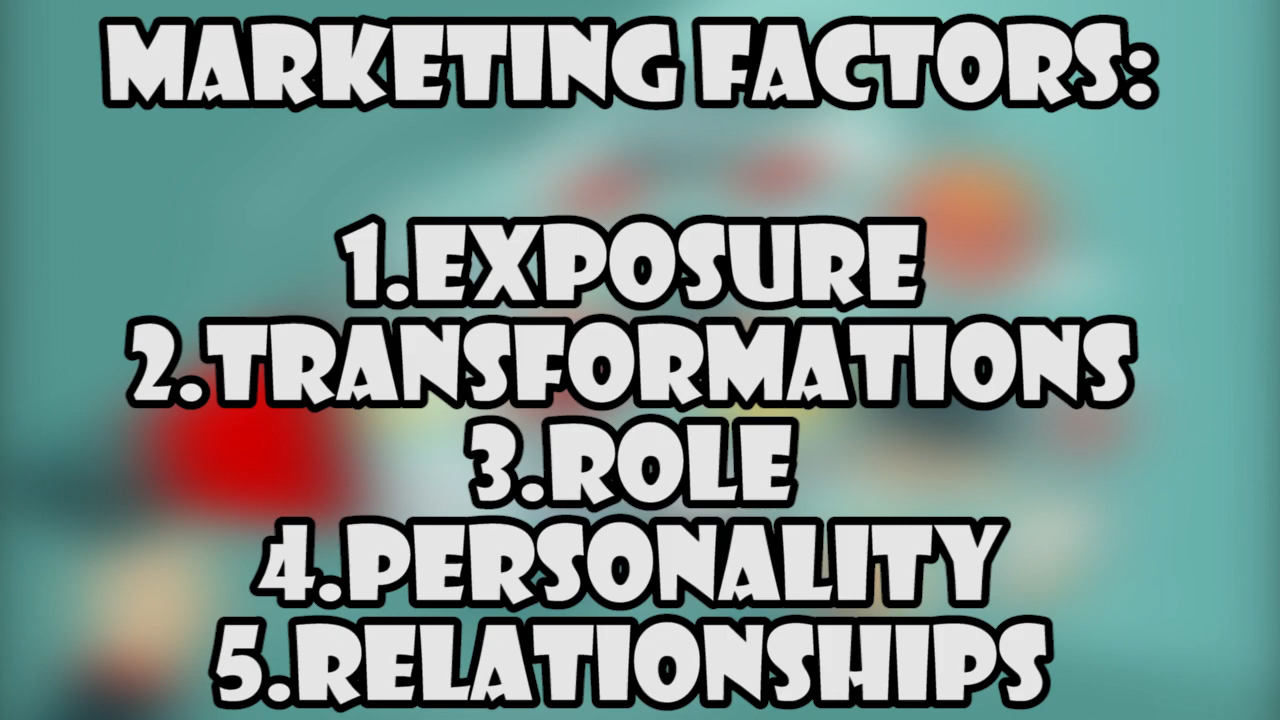 MARKETING FACTORS:
1.EXPOSURE
2.TRANSFORMATIONS
3.ROLE
4.PERSONALITY
5.RELATIONSHIPS